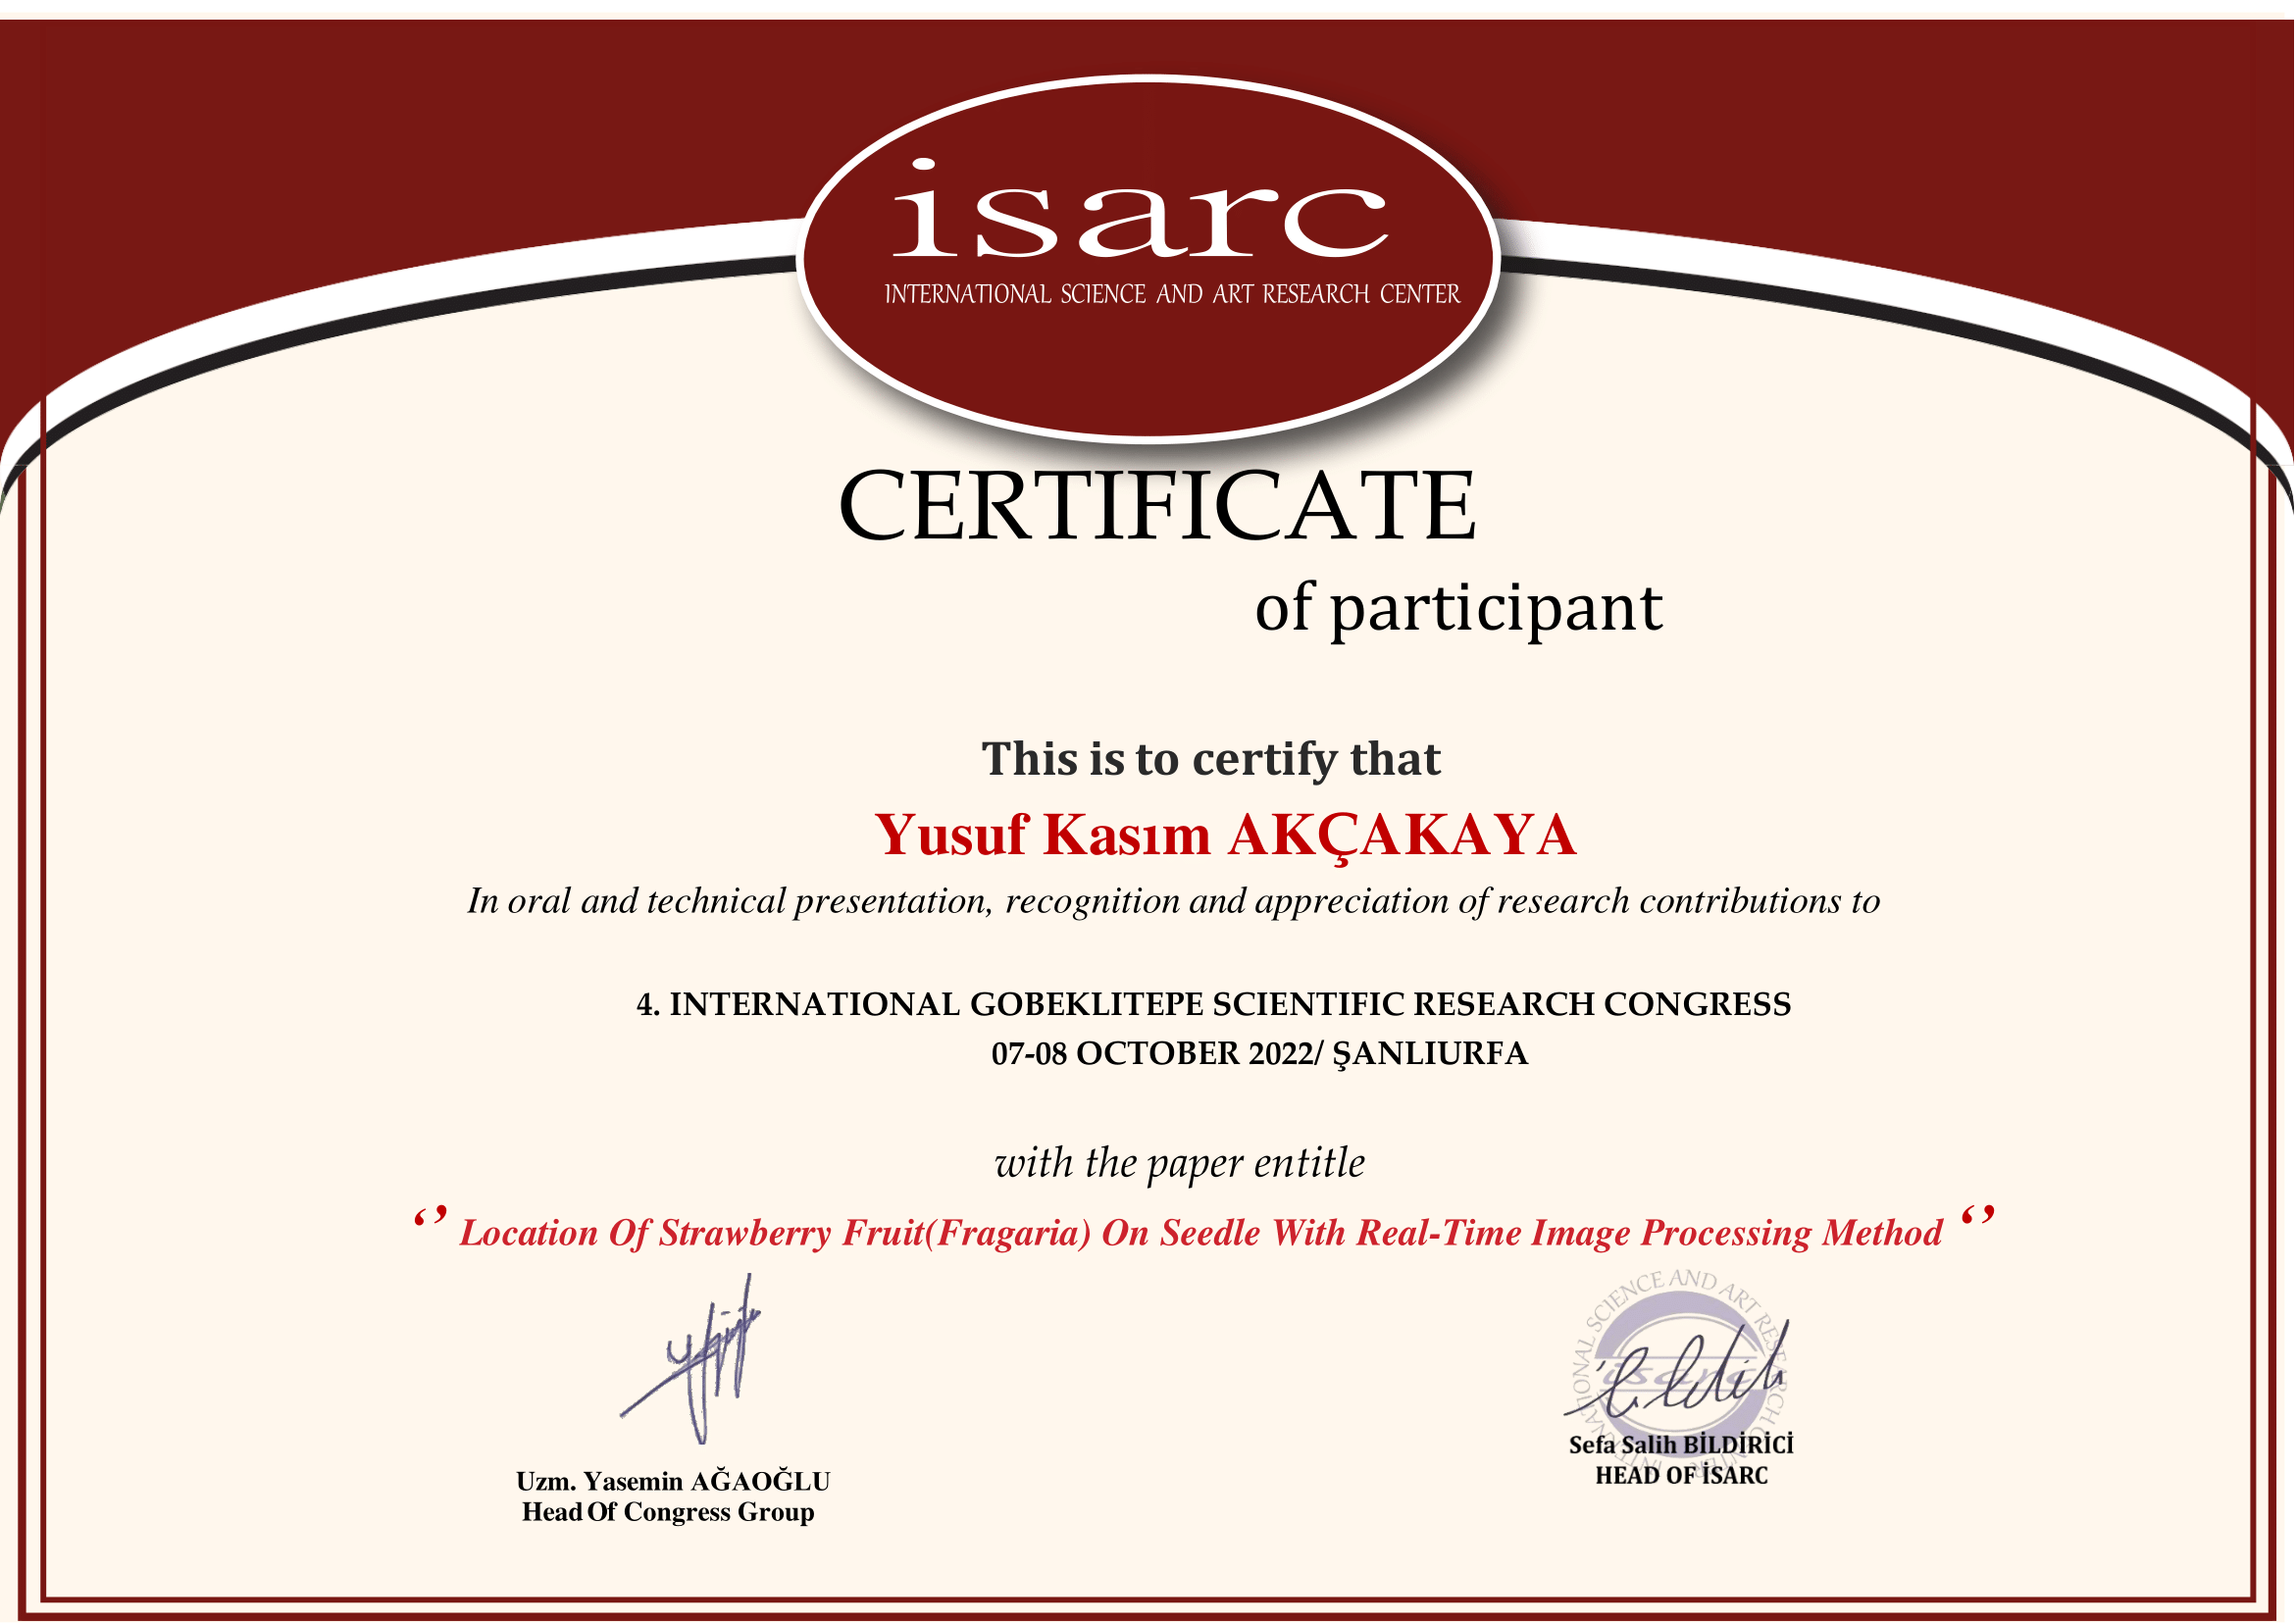 isarc
INTERNATIONAL SCIENCE AND ART RESEARCH CENTER
CERTIFICATE
of participant
This is to certify that
Yusuf Kasım AKÇAKAYA
In oral and technical presentation, recognition and appreciation of research contributions to
4. INTERNATIONAL GOBEKLITEPE SCIENTIFIC RESEARCH CONGRESS
07-08 OCTOBER 2022/ ŞANLIURFA
with the paper entitle
‘’ Location Of Strawberry Fruit(Fragaria) On Seedle With Real-Time Image Processing Method ‘’
INTERNATIONAL SCIENCE AND ART RESEARCH CENTER
isarc
Uzm. Yasemin AĞAOĞLU
Head Of Congress Group
Sefa Salih BİLDİRİCİ
HEAD OF İSARC